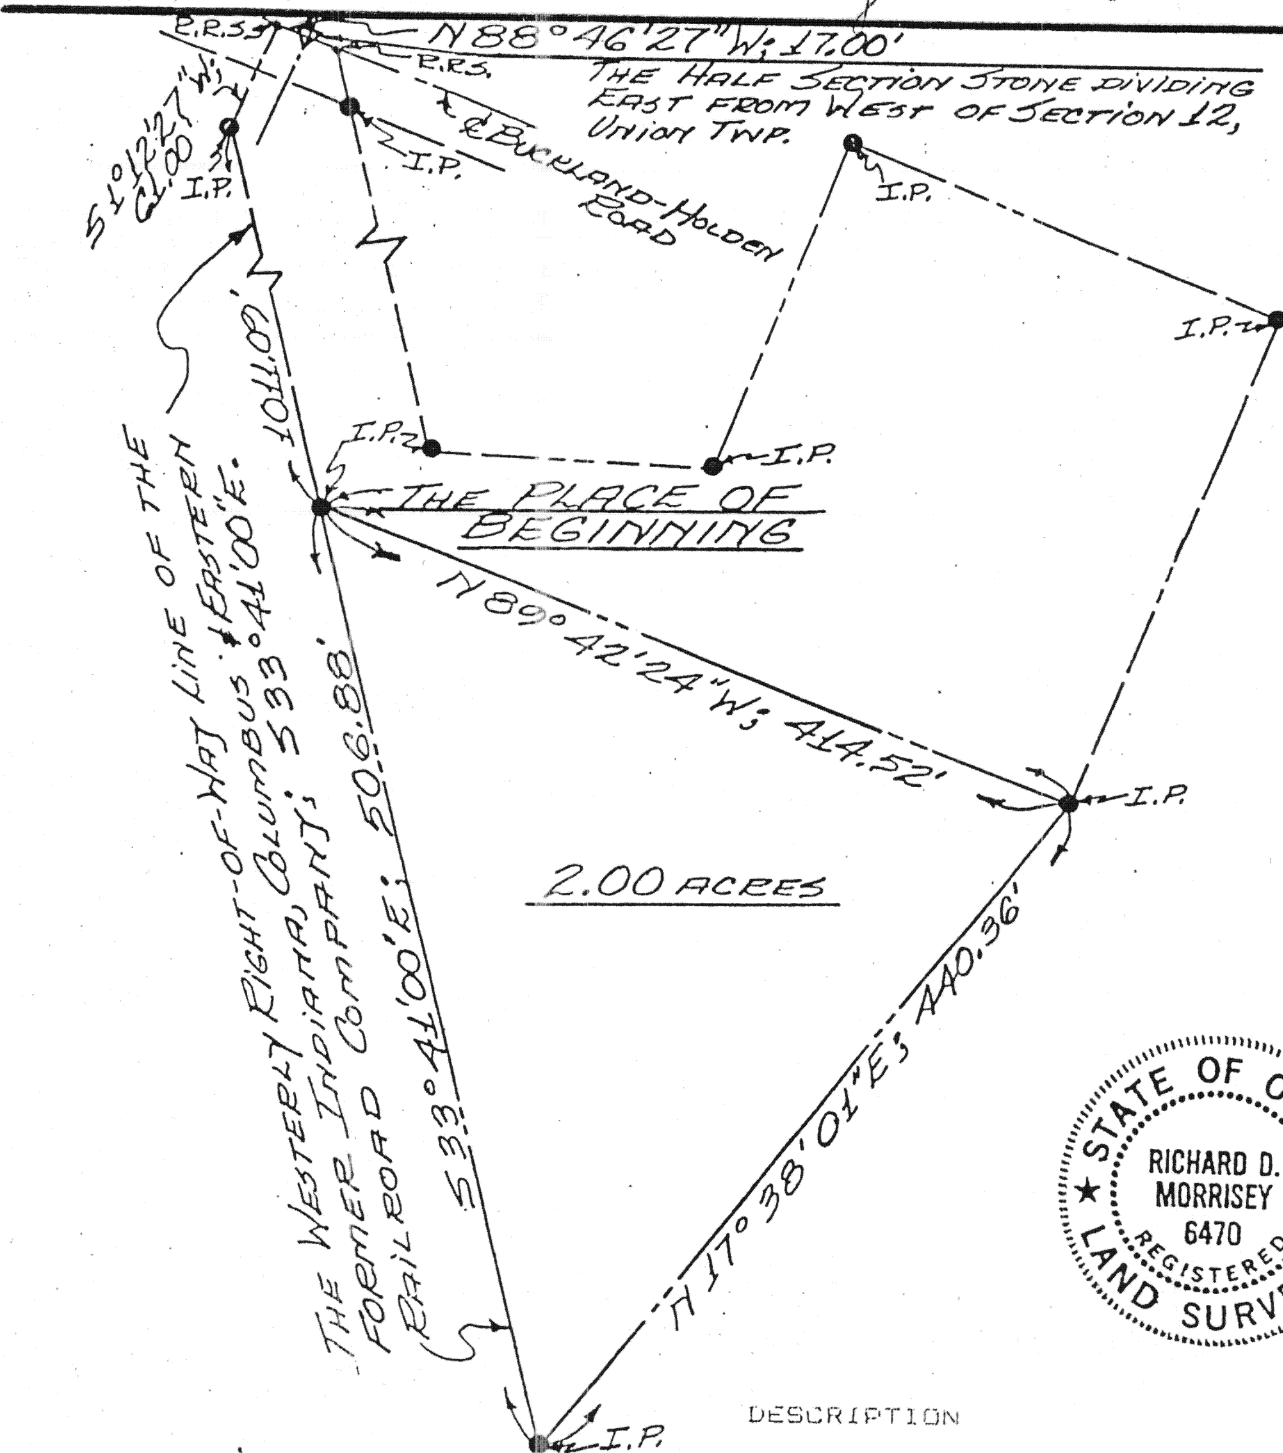 R.R.S.
N 88° 46' 27" W; 17.00'
R.R.S.
THE HALF SECTION STONE DIVIDING
EAST FROM WEST OF SECTION 12,
UNION TWP.
S 1° 12' 27" W;
61.00'
I.P.
I.P.
℄ BUCKLAND-HOLDEN
ROAD
I.P.
I.P.
1011.09'
I.P.
I.P.
THE PLACE OF
BEGINNING
N 89° 42' 24" W; 414.52'
I.P.
2.00 ACRES
N 17° 38' 01" E; 440.36'
THE WESTERLY RIGHT-OF-WAY LINE OF THE
FORMER INDIANA, COLUMBUS & EASTERN
RAILROAD COMPANY;
S 33° 41' 00" E.
S 33° 41' 00" E; 506.88'
I.P.
STATE OF O
RICHARD D.
MORRISEY
6470
REGISTERED
LAND SURVE
DESCRIPTION